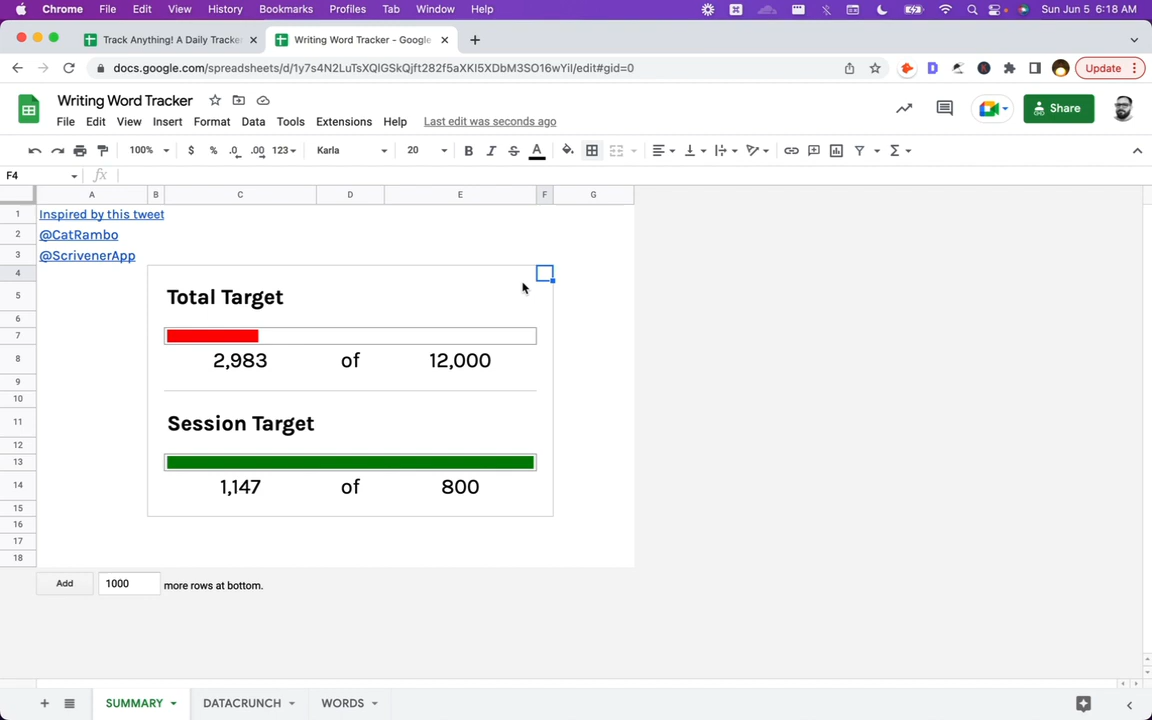 Chrome File Edit View History Bookmarks Profiles Tab Window Help Sun Jun 5 6:18 AM
Track Anything! A Daily Tracke
Writing Word Tracker - Google
docs.google.com/spreadsheets/d/1y7s4N2LuTsXQIGSkQjft282f5aXKI5XDbM3SO16wYiI/edit#gid=0
Update
Writing Word Tracker
Share
File Edit View Insert Format Data Tools Extensions Help Last edit was seconds ago
100% $ % .0 .00 123 Karla 20 B I S A
F4 fx
A B C D E F G
1 Inspired by this tweet
2 @CatRambo
3 @ScrivenerApp
4
5 Total Target
6
7
8 2,983 of 12,000
9
10
11 Session Target
12
13
14 1,147 of 800
15
16
17
18
Add 1000 more rows at bottom.
SUMMARY DATACRUNCH WORDS